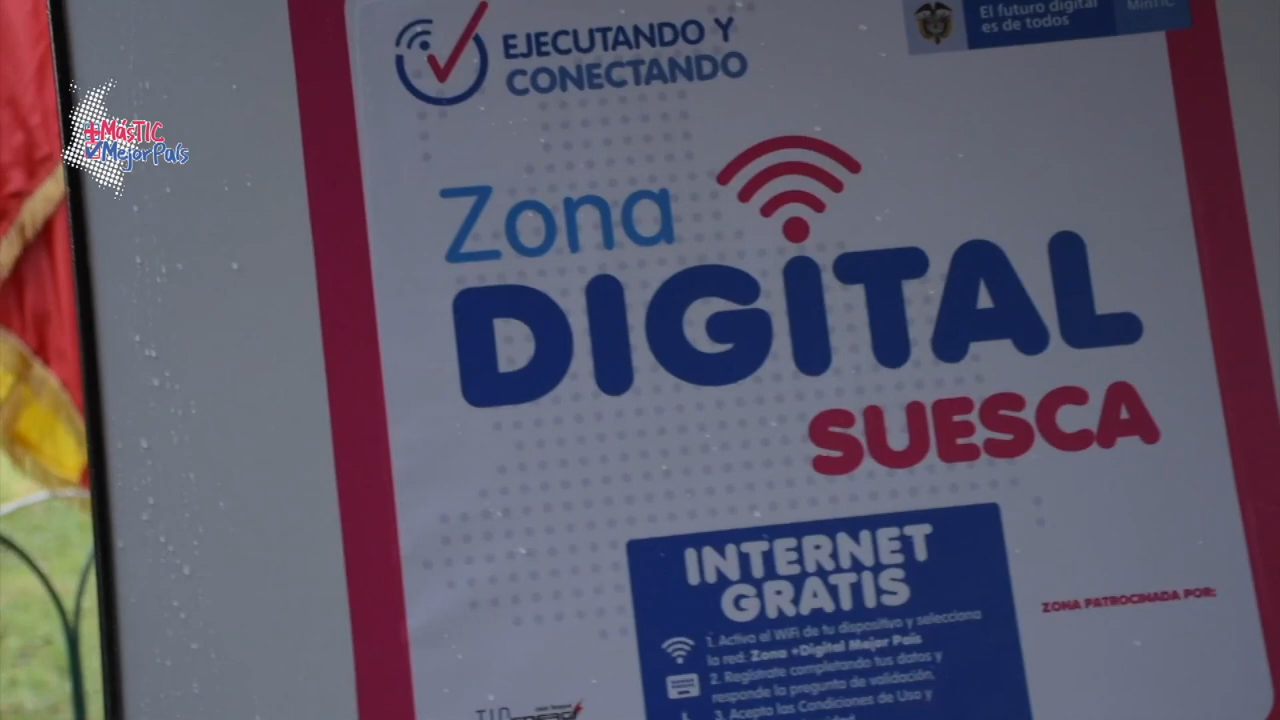 EJECUTANDO Y
CONECTANDO
El futuro digital
es de todos
MinTIC
+MásTIC
MejorPaís
Zona
DIGITAL
SUESCA
INTERNET
GRATIS
1. Activa el WiFi de tu dispositivo y selecciona
la red: Zona +Digital Mejor País
2. Regístrate completando tus datos y
responde la pregunta de validación.
3. Acepta las Condiciones de Uso y
ZONA PATROCINADA POR: